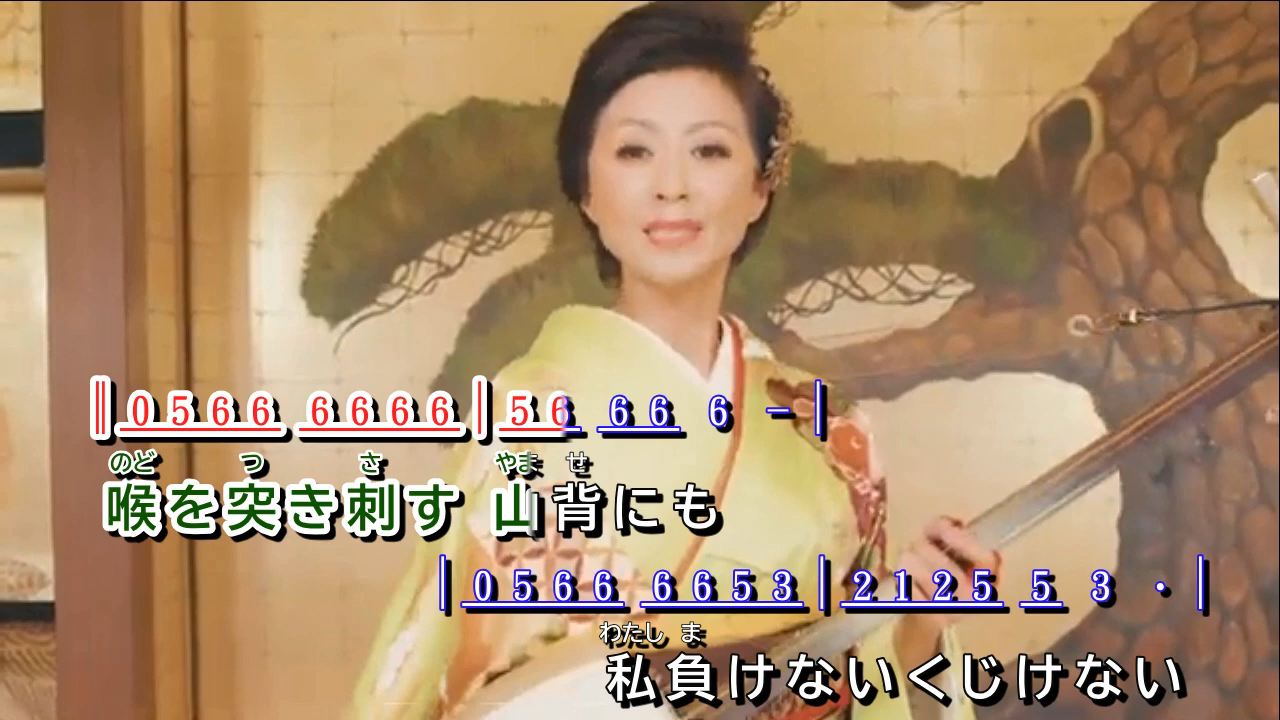 ‖0566 6666|56 66 6 －|
のど つ さ やま せ
喉を突き刺す 山背にも
|0566 6653|2125 5 3 ・|
わたし ま
私負けないくじけない